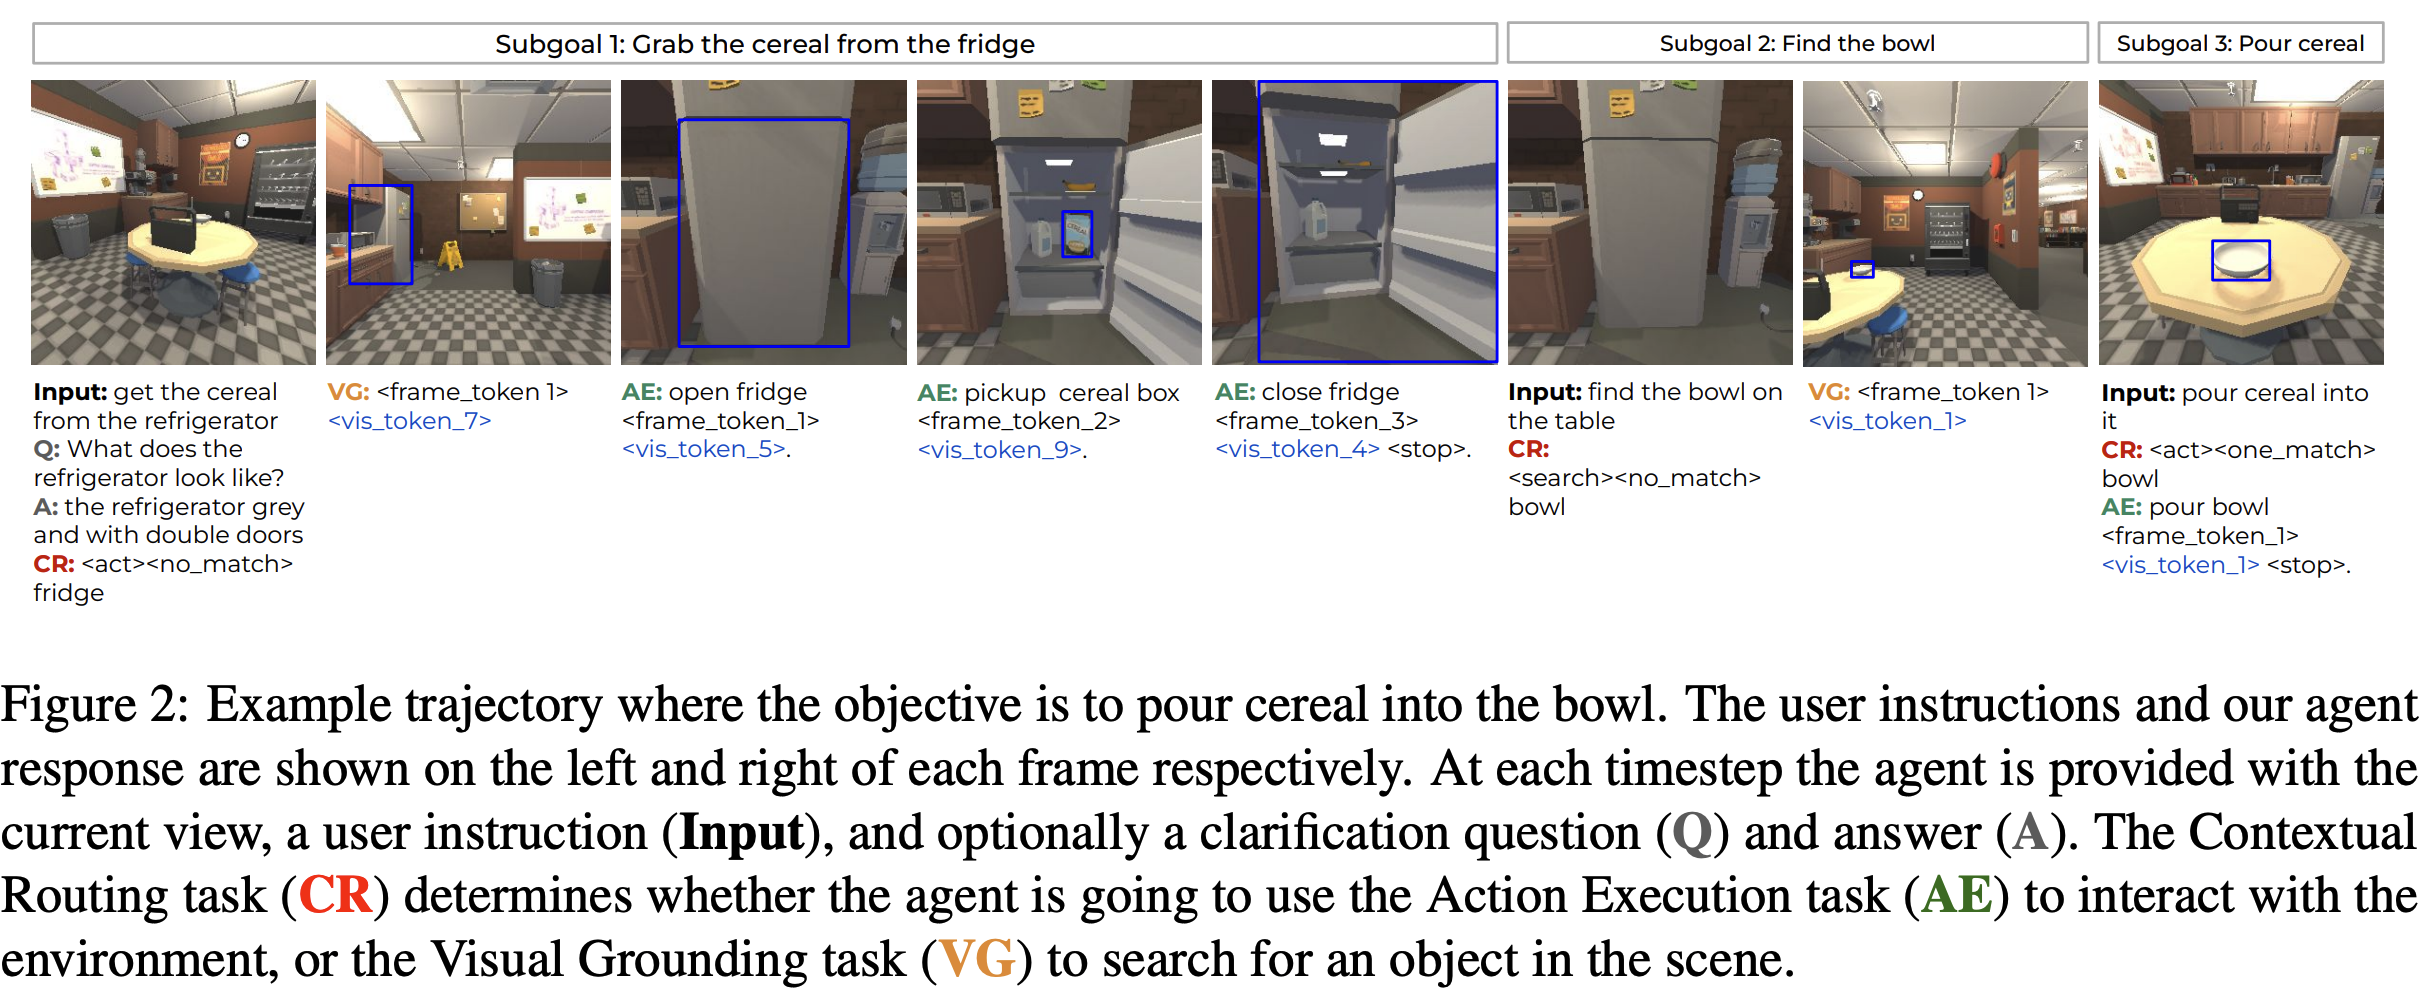 Subgoal 1: Grab the cereal from the fridge
Subgoal 2: Find the bowl
Subgoal 3: Pour cereal
CEREAL
Input: get the cereal
from the refrigerator
Q: What does the
refrigerator look like?
A: the refrigerator grey
and with double doors
CR: <act><no_match>
fridge
VG: <frame_token 1>
<vis_token_7>
AE: open fridge
<frame_token_1>
<vis_token_5>.
AE: pickup  cereal box
<frame_token_2>
<vis_token_9>.
AE: close fridge
<frame_token_3>
<vis_token_4> <stop>.
Input: find the bowl on
the table
CR:
<search><no_match>
bowl
VG: <frame_token 1>
<vis_token_1>
Input: pour cereal into
it
CR: <act><one_match>
bowl
AE: pour bowl
<frame_token_1>
<vis_token_1> <stop>.
Figure 2: Example trajectory where the objective is to pour cereal into the bowl. The user instructions and our agent
response are shown on the left and right of each frame respectively. At each timestep the agent is provided with the
current view, a user instruction (Input), and optionally a clarification question (Q) and answer (A). The Contextual
Routing task (CR) determines whether the agent is going to use the Action Execution task (AE) to interact with the
environment, or the Visual Grounding task (VG) to search for an object in the scene.